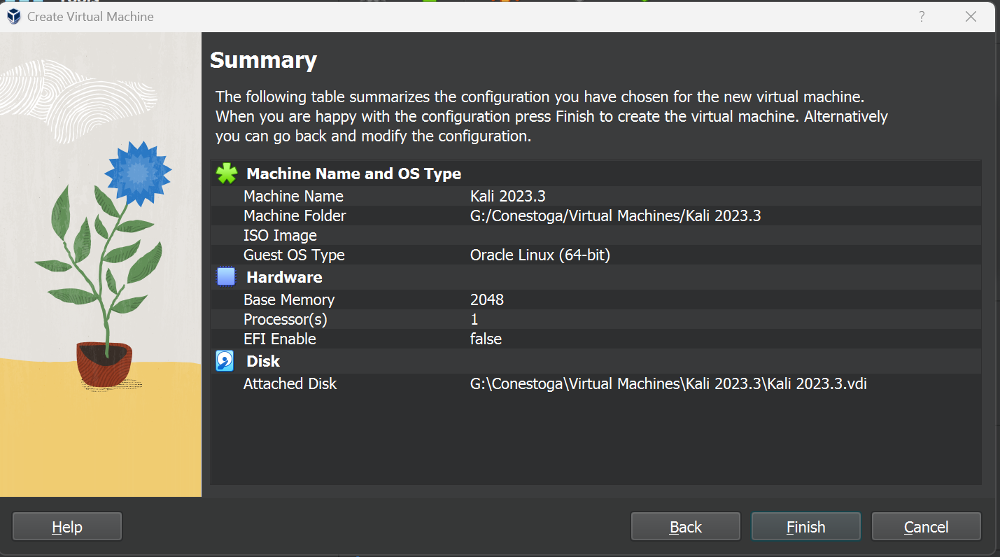 Create Virtual Machine
Summary
The following table summarizes the configuration you have chosen for the new virtual machine.
When you are happy with the configuration press Finish to create the virtual machine. Alternatively
you can go back and modify the configuration.
Machine Name and OS Type
Machine Name Kali 2023.3
Machine Folder G:/Conestoga/Virtual Machines/Kali 2023.3
ISO Image
Guest OS Type Oracle Linux (64-bit)
Hardware
Base Memory 2048
Processor(s) 1
EFI Enable false
Disk
Attached Disk G:\Conestoga\Virtual Machines\Kali 2023.3\Kali 2023.3.vdi
Help Back Finish Cancel